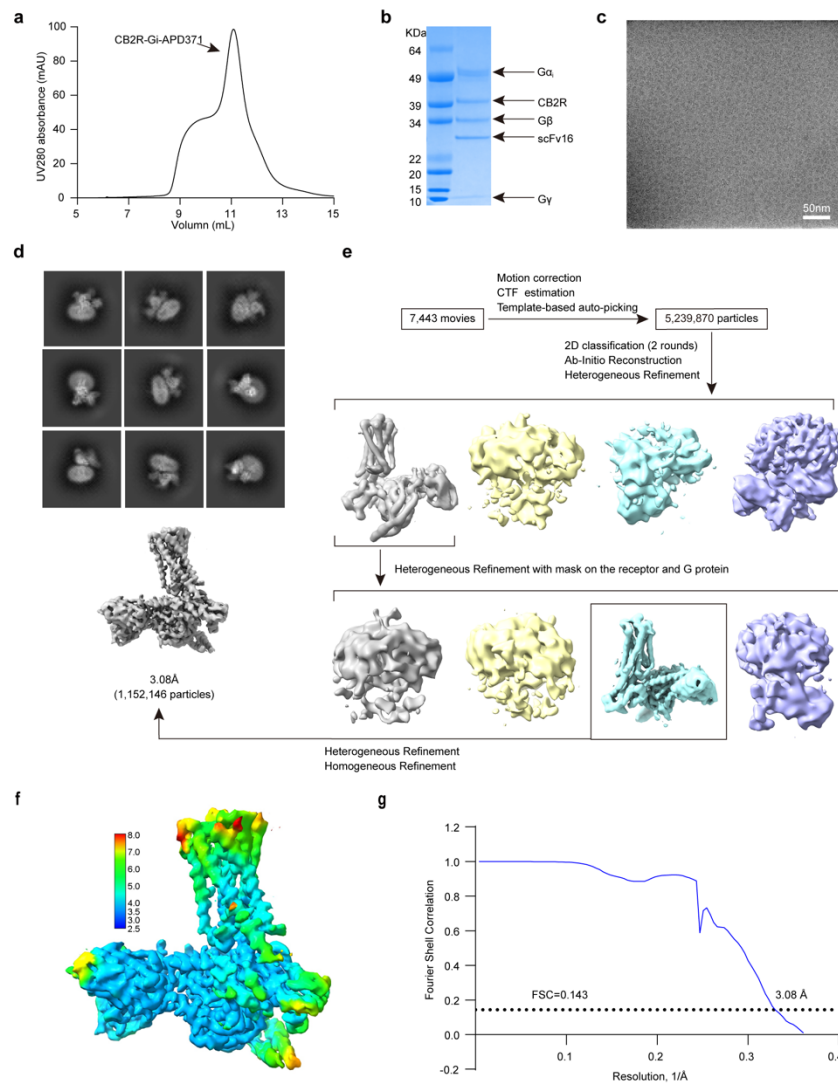 a
CB2R-Gi-APD371
UV280 absorbance (mAU)
100
80
60
40
20
0
5
7
9
11
13
15
Volumn (mL)
b
KDa
64
49
39
34
22
20
15
10
Gαi
CB2R
Gβ
scFv16
Gγ
c
50nm
d
3.08Å
(1,152,146 particles)
e
Motion correction
CTF estimation
Template-based auto-picking
7,443 movies
5,239,870 particles
2D classification (2 rounds)
Ab-Initio Reconstruction
Heterogeneous Refinement
Heterogeneous Refinement with mask on the receptor and G protein
Heterogeneous Refinement
Homogeneous Refinement
f
8.0
7.0
6.0
5.0
4.0
3.5
3.0
2.5
g
Fourier Shell Correlation
1.2
1.0
0.8
0.6
0.4
0.2
0.0
-0.2
FSC=0.143
3.08 Å
0.1
0.2
0.3
0.4
Resolution, 1/Å